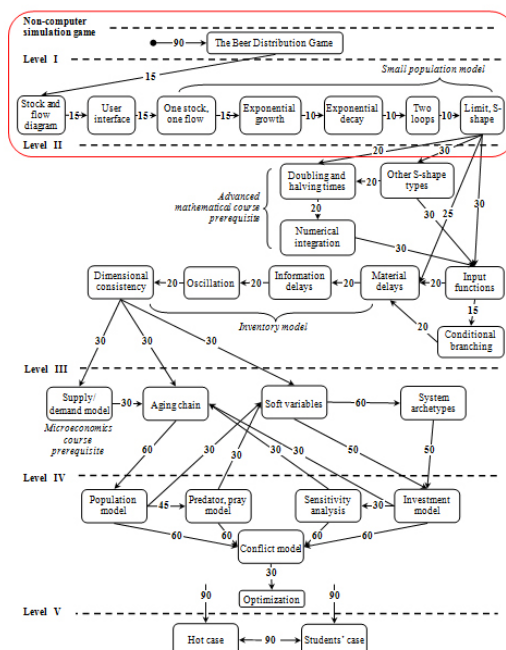 Non-computer
simulation game
90
The Beer Distribution Game
Level I
15
Small population model
Stock and
flow
diagram
15
User
interface
15
One stock,
one flow
15
Exponential
growth
10
Exponential
decay
10
Two
loops
10
Limit, S-
shape
Level II
20
30
Doubling and
halving times
20
Other S-shape
types
25
30
30
Advanced
mathematical course
prerequisite
20
Numerical
integration
30
Dimensional
consistency
20
Oscillation
20
Information
delays
20
Material
delays
20
Input
functions
15
Inventory model
20
Conditional
branching
30
30
30
Level III
Supply/
demand model
30
Aging chain
Soft variables
60
System
archetypes
Microeconomics
course
prerequisite
60
30
30
30
30
50
50
Level IV
Population
model
45
Predator, pray
model
Sensitivity
analysis
30
Investment
model
60
60
60
60
Conflict model
30
Optimization
90
90
Level V
Hot case
90
Students' case